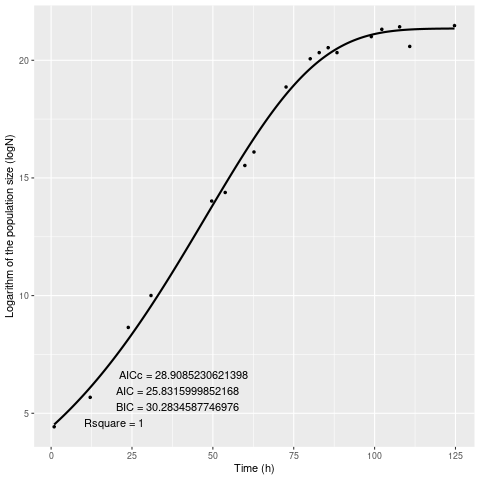 Logarithm of the population size (logN)
20
15
10
5
AICc = 28.9085230621398
AIC = 25.8315999852168
BIC = 30.2834587746976
Rsquare = 1
0 25 50 75 100 125
Time (h)